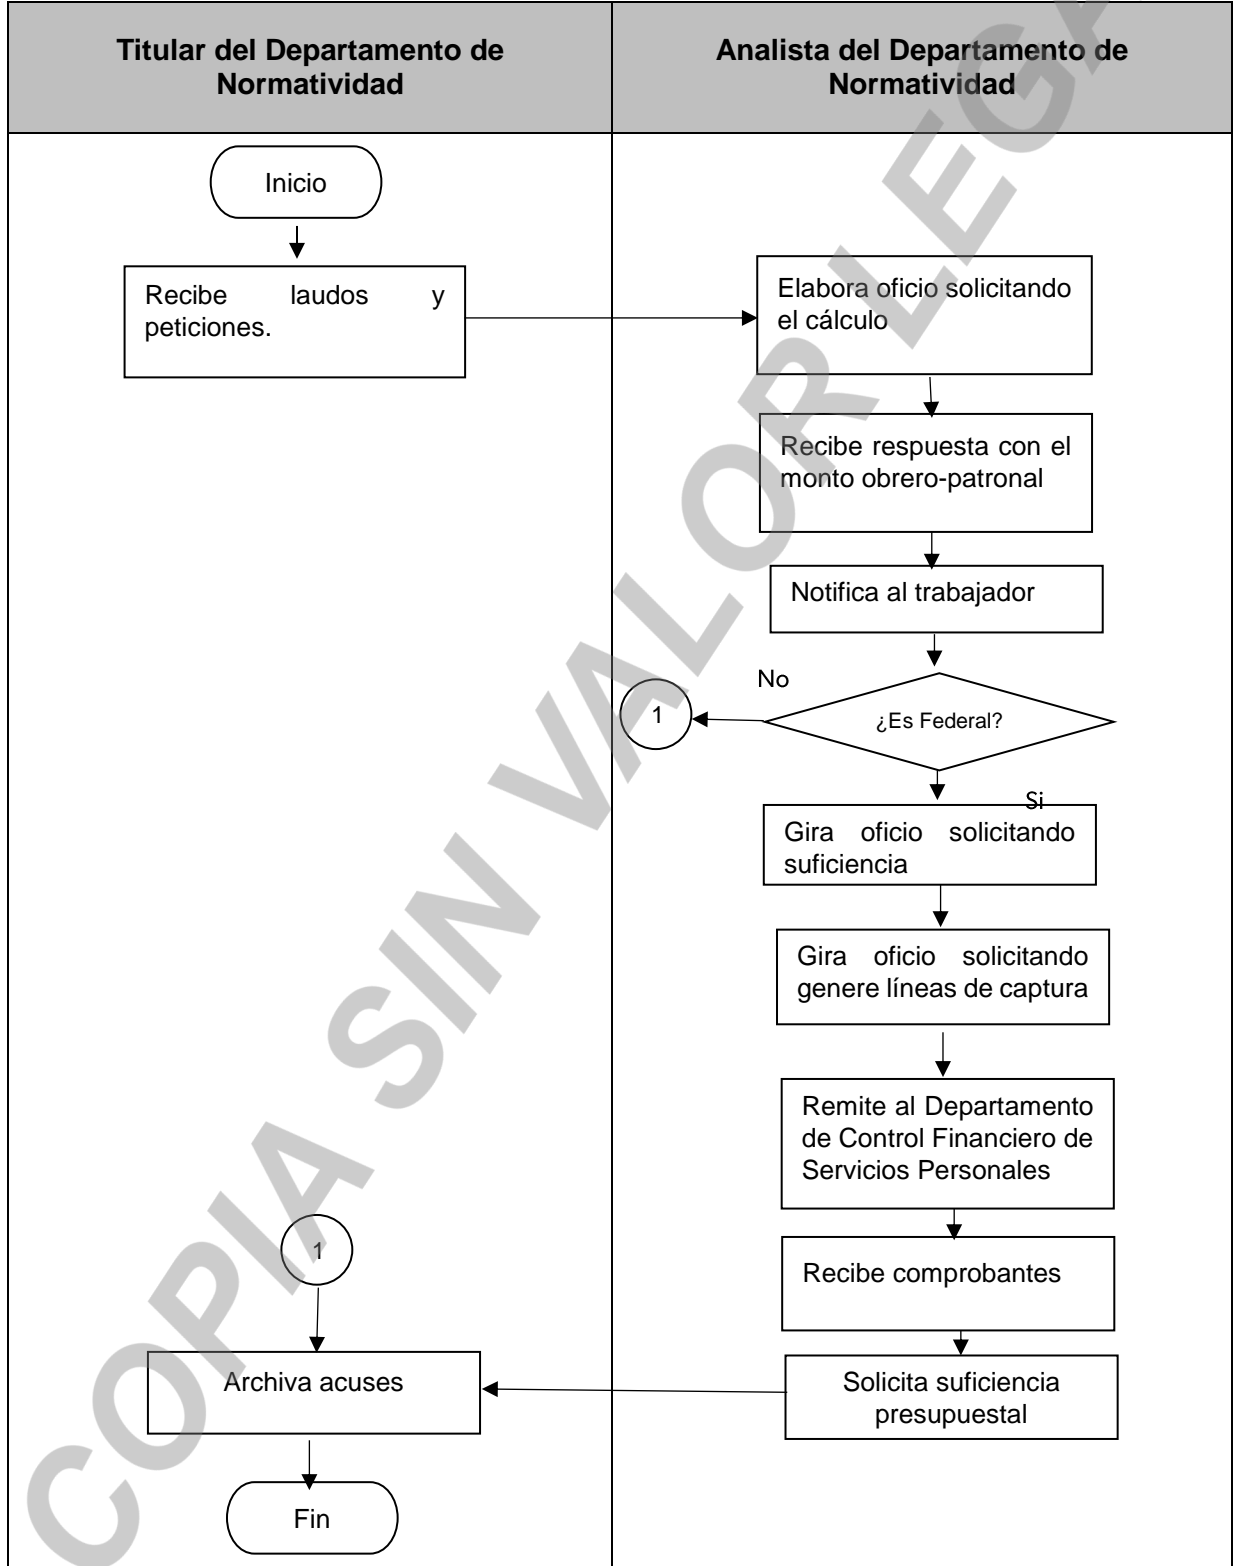 Titular del Departamento de
Normatividad
Analista del Departamento de
Normatividad
Inicio
Recibe laudos y
peticiones.
Elabora oficio solicitando
el cálculo
Recibe respuesta con el
monto obrero-patronal
Notifica al trabajador
No
1
¿Es Federal?
Si
Gira oficio solicitando
suficiencia
Gira oficio solicitando
genere líneas de captura
Remite al Departamento
de Control Financiero de
Servicios Personales
1
Recibe comprobantes
Archiva acuses
Solicita suficiencia
presupuestal
Fin
COPIA SIN VALOR LEGA